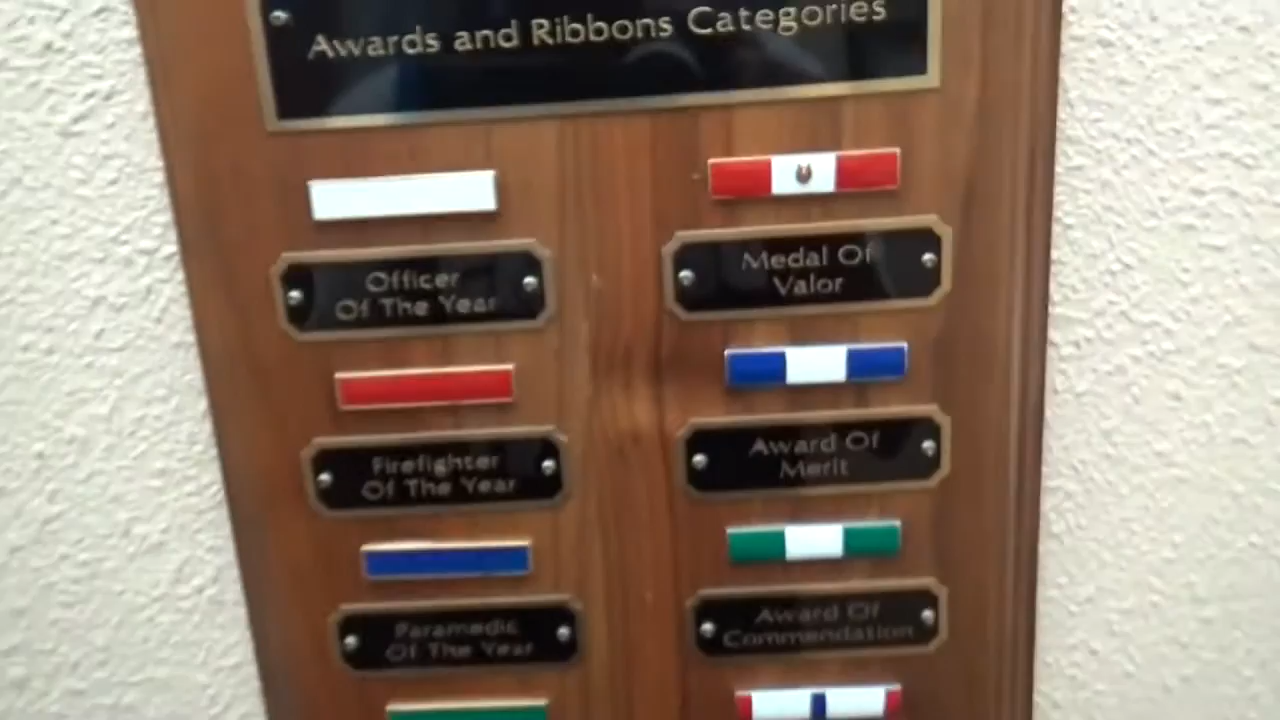 Awards and Ribbons Categories
Officer
Of The Year
Medal Of
Valor
Firefighter
Of The Year
Award Of
Merit
Paramedic
Of The Year
Award Of
Commendation